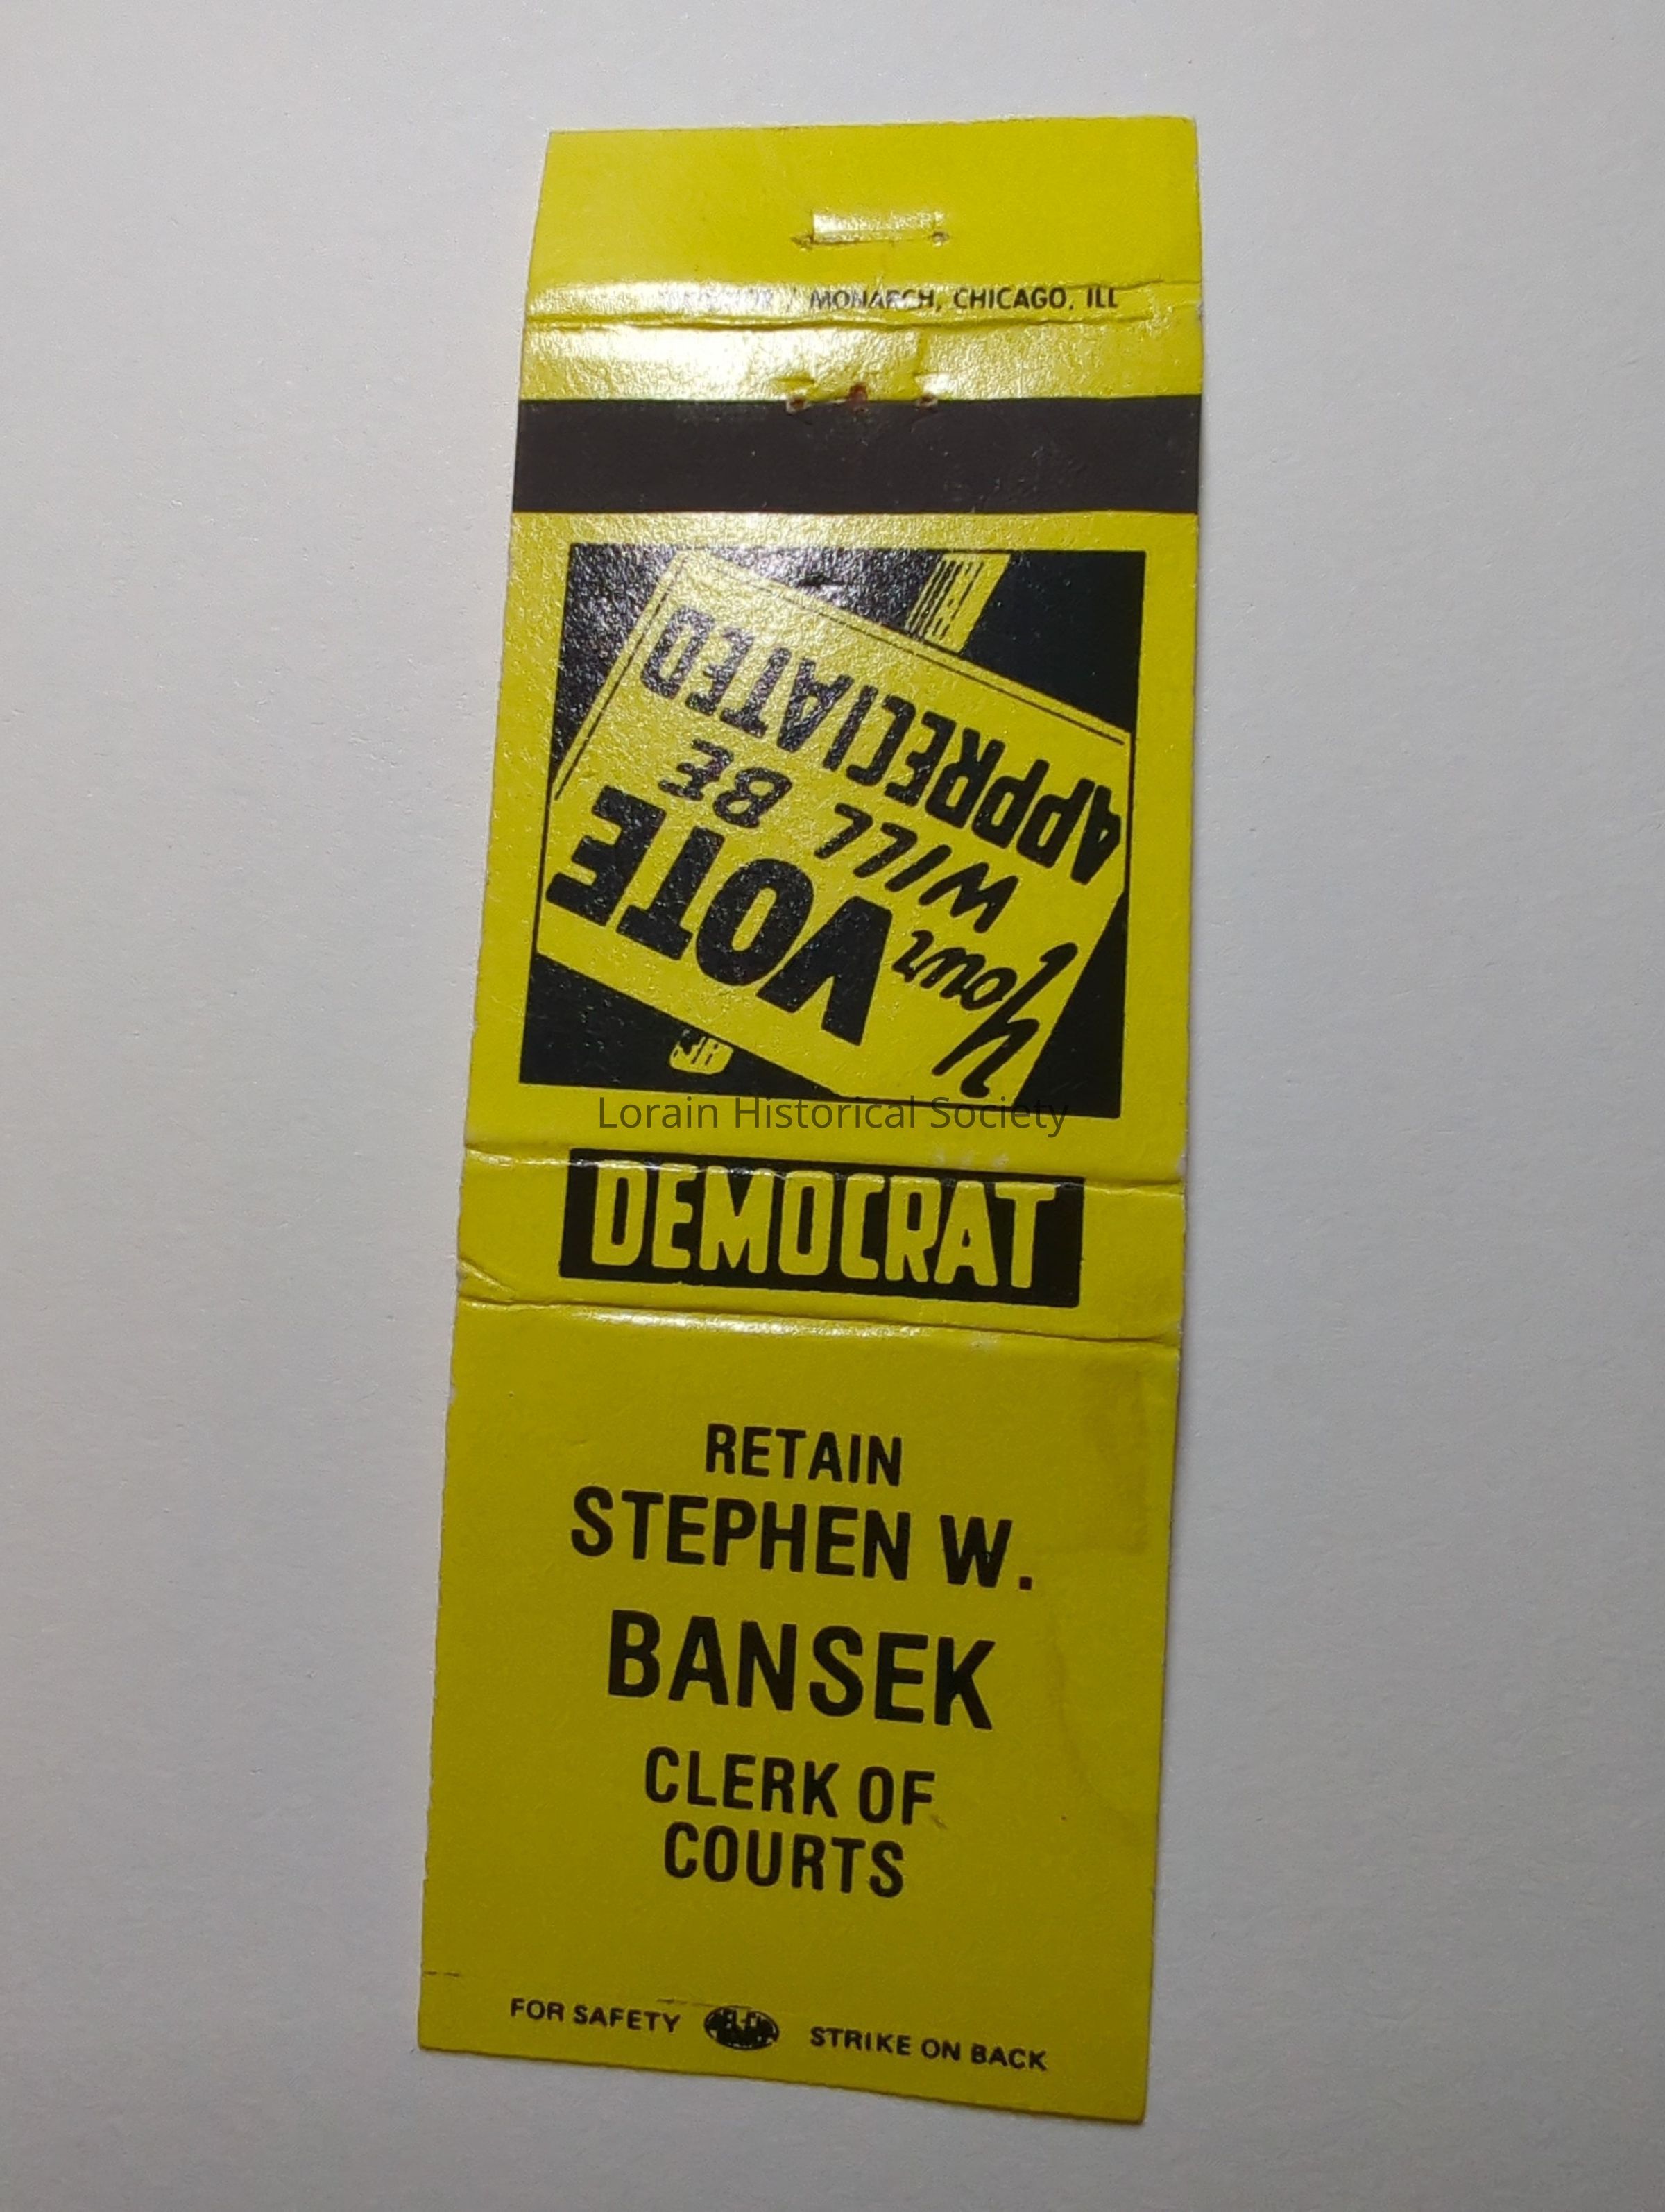 MONARCH, CHICAGO, ILL
Your VOTE
WILL BE
APPRECIATED
Lorain Historical Society
DEMOCRAT
RETAIN
STEPHEN W.
BANSEK
CLERK OF
COURTS
FOR SAFETY STRIKE ON BACK